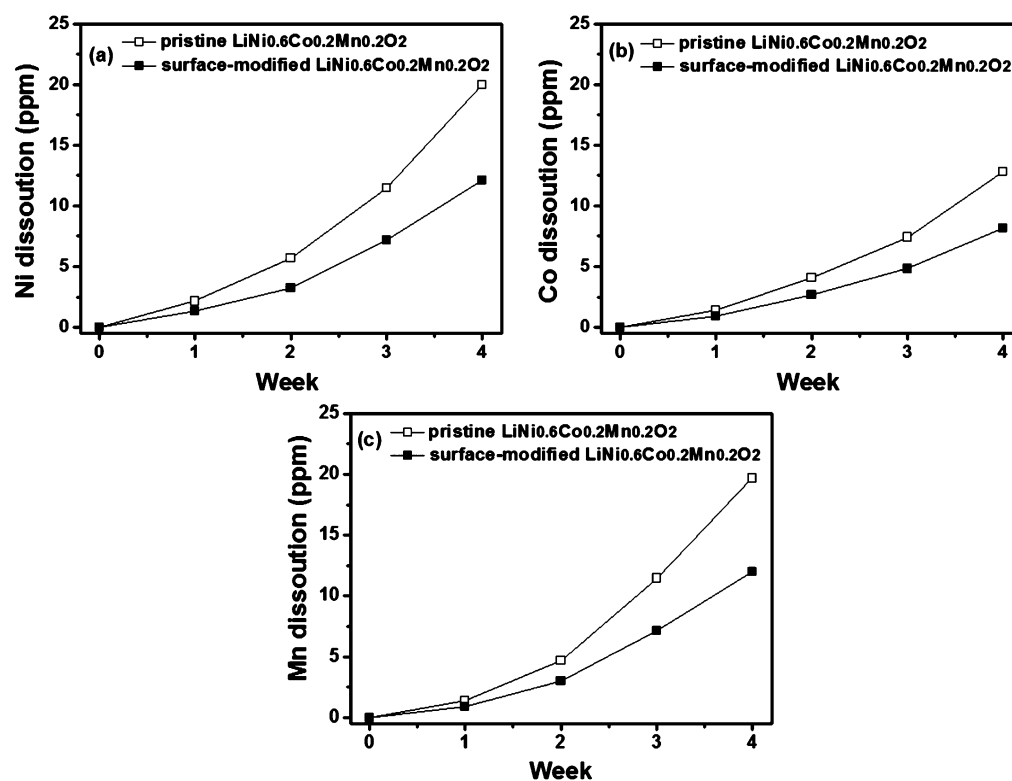 25
20
15
10
5
0
Ni dissoution (ppm)
(a)
pristine LiNi0.6Co0.2Mn0.2O2
surface-modified LiNi0.6Co0.2Mn0.2O2
0 1 2 3 4
Week
25
20
15
10
5
0
Co dissoution (ppm)
(b)
pristine LiNi0.6Co0.2Mn0.2O2
surface-modified LiNi0.6Co0.2Mn0.2O2
0 1 2 3 4
Week
25
20
15
10
5
0
Mn dissoution (ppm)
(c)
pristine LiNi0.6Co0.2Mn0.2O2
surface-modified LiNi0.6Co0.2Mn0.2O2
0 1 2 3 4
Week